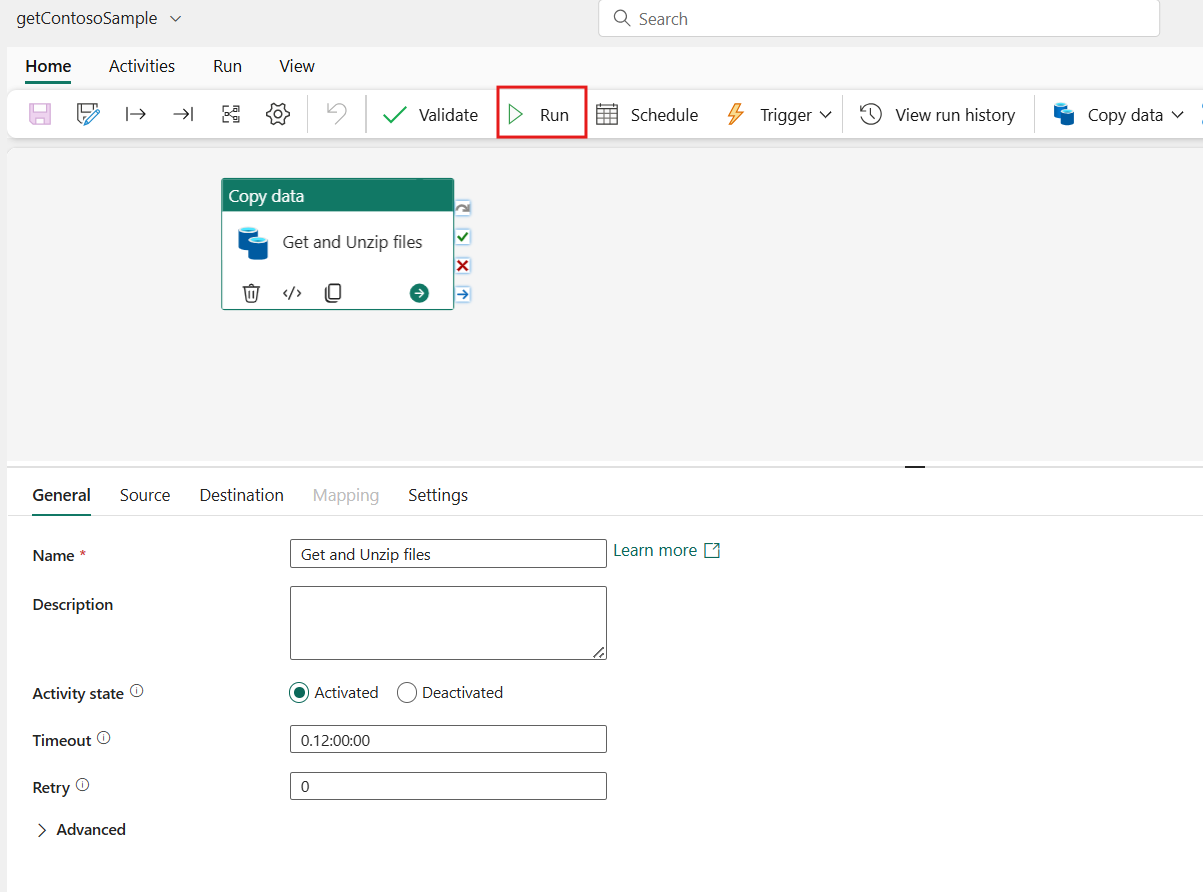 getContosoSample
Search
Home Activities Run View
Validate Run Schedule Trigger View run history Copy data
Copy data
Get and Unzip files
General Source Destination Mapping Settings
Name * Get and Unzip files Learn more
Description
Activity state Activated Deactivated
Timeout 0.12:00:00
Retry 0
Advanced